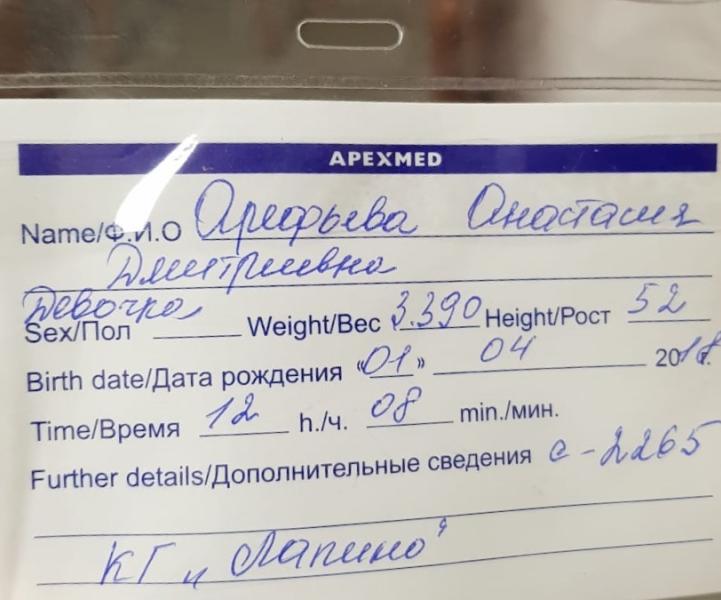 APEXMED
Name/Ф.И.О Арефьева Анастасия
Дмитриевна
Девочка
Sex/Пол Weight/Вес 3.390 Height/Рост 52
Birth date/Дата рождения «01» 04 2018г.
Time/Время 12 h./ч. 08 min./мин.
Further details/Дополнительные сведения с-2265
КГ „Лапино“